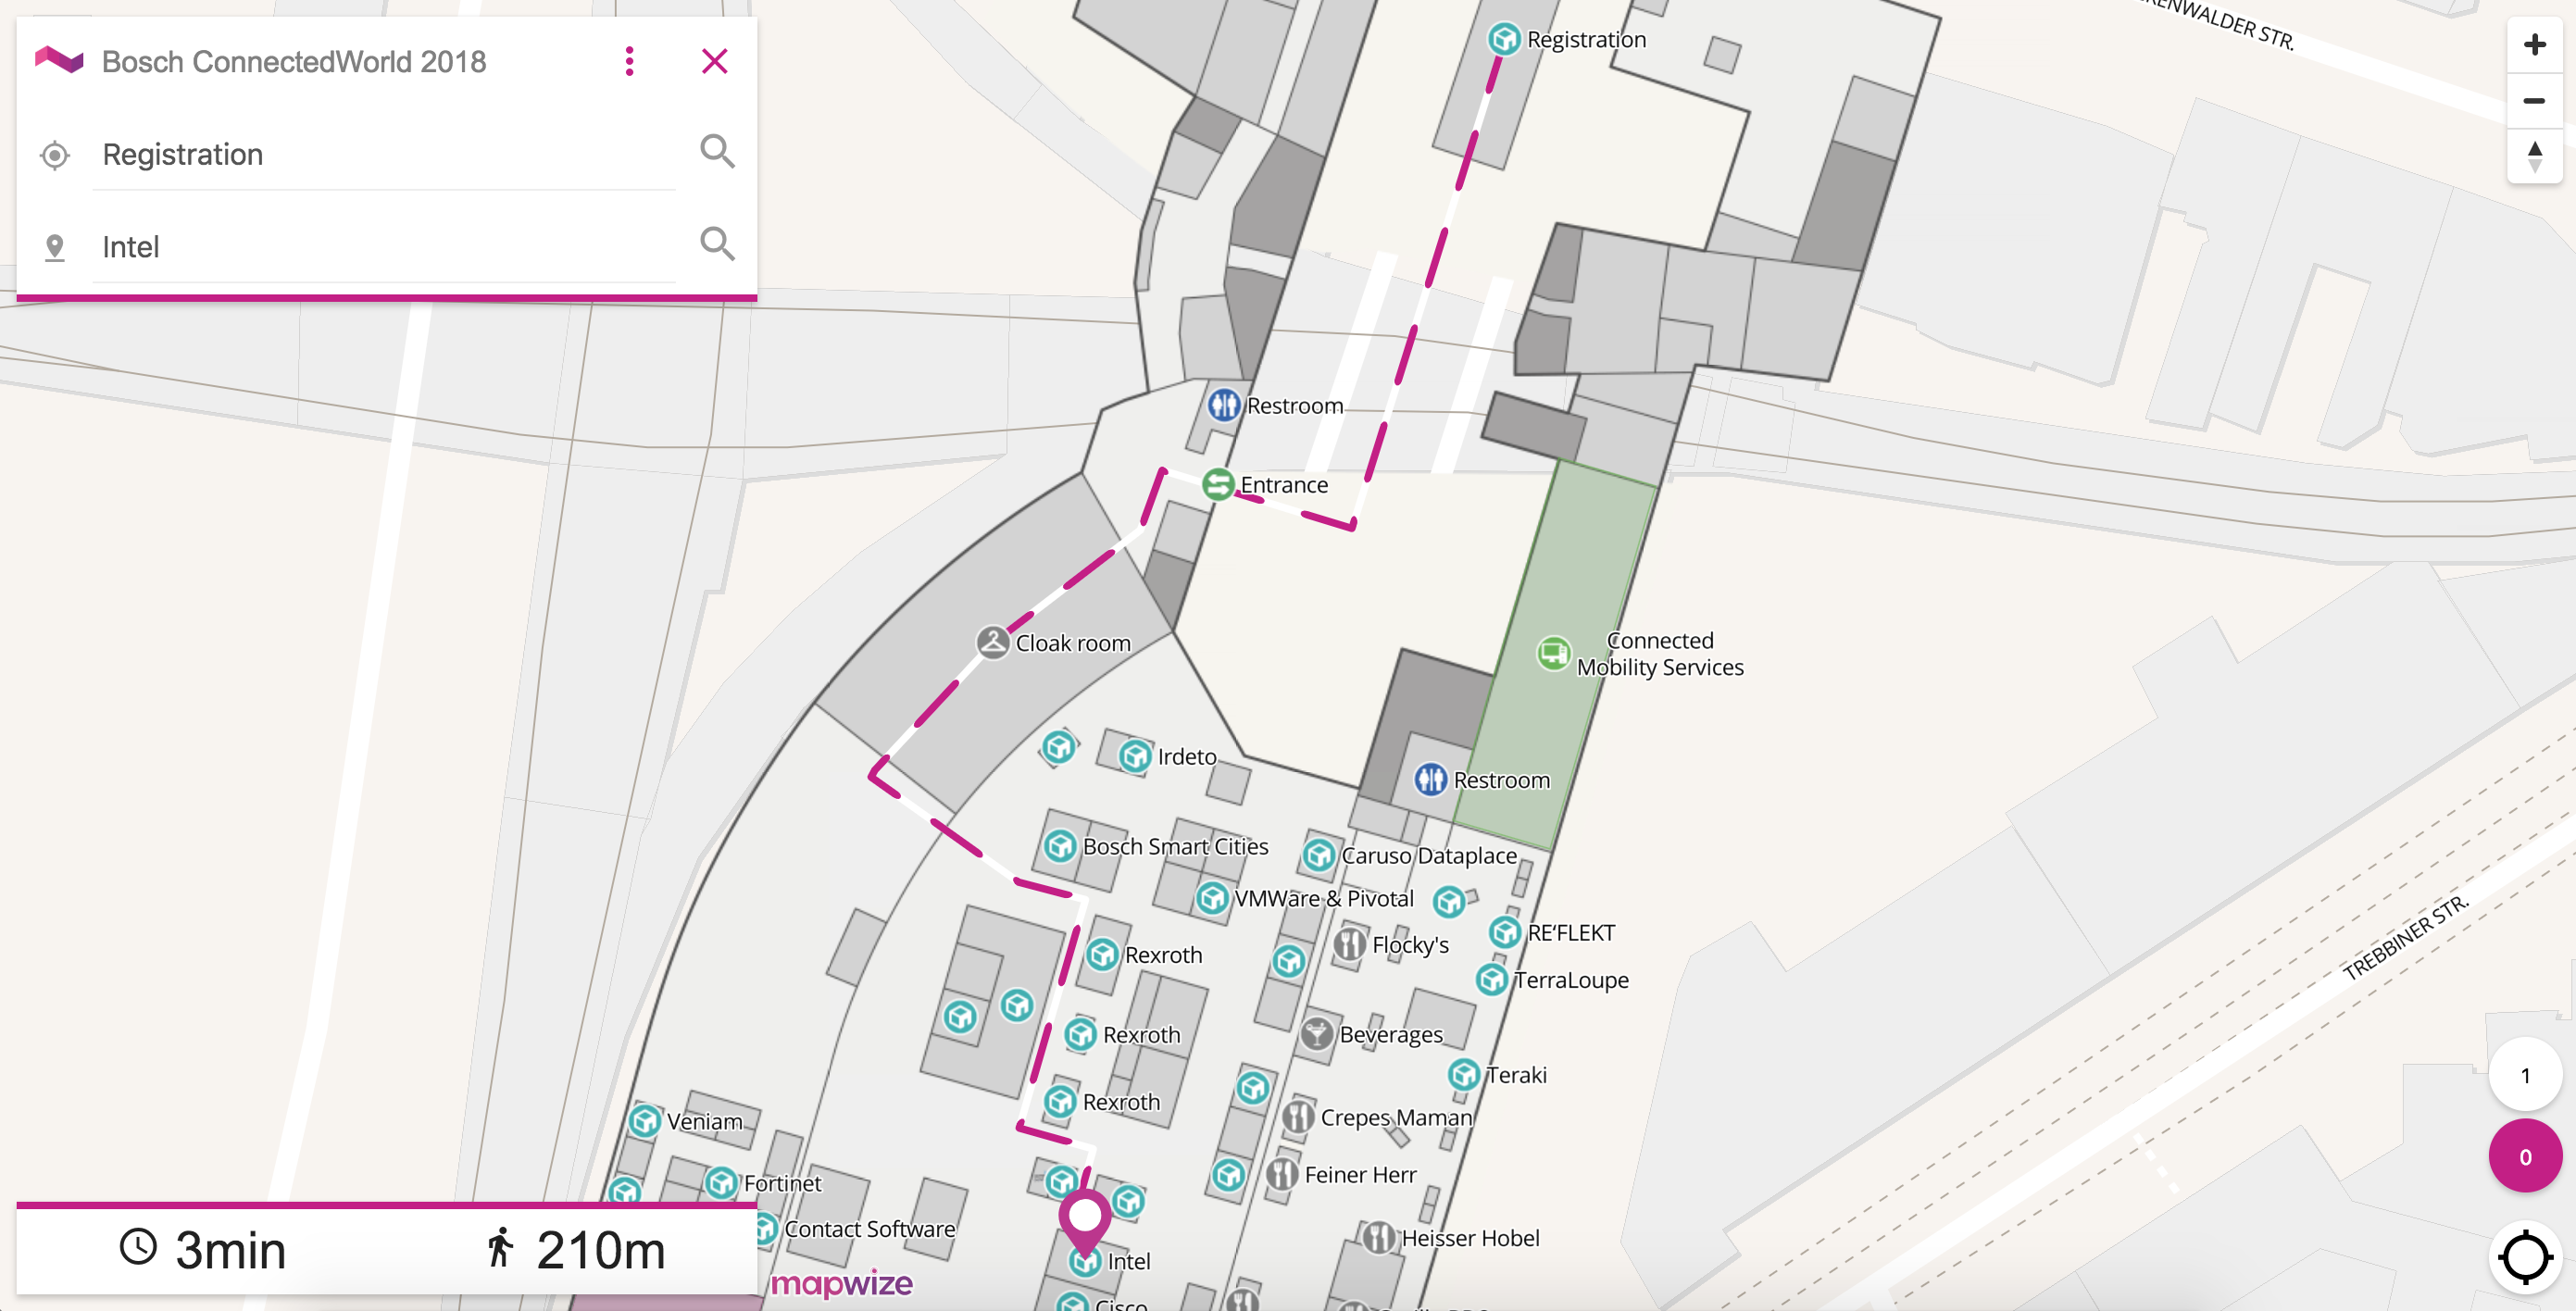 Bosch ConnectedWorld 2018
Registration
Intel
Registration
Restroom
Entrance
Cloak room
Connected
Mobility Services
Irdeto
Restroom
Bosch Smart Cities
Caruso Dataplace
VMWare & Pivotal
RE'FLEKT
Flocky's
Rexroth
TerraLoupe
TREBBINER STR.
Rexroth
Beverages
Teraki
1
Rexroth
Crepes Maman
Veniam
0
Feiner Herr
Fortinet
Contact Software
Heisser Hobel
3min
210m
Intel
mapwize
Cisco